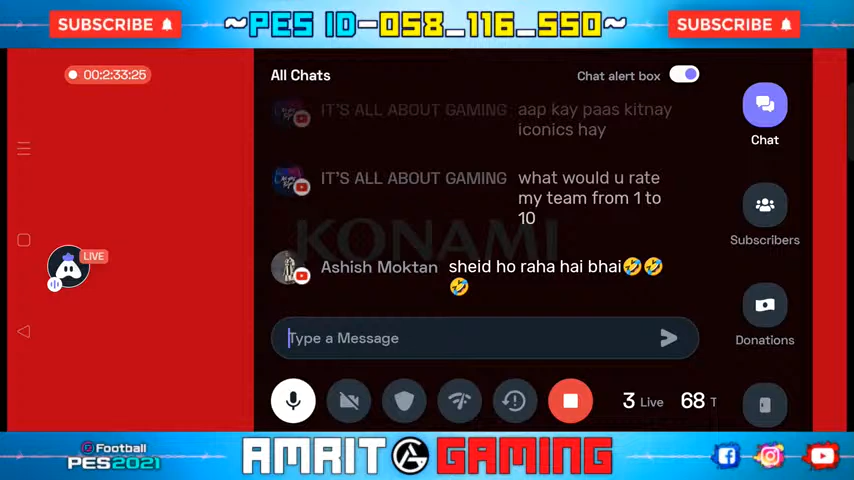 SUBSCRIBE
~PES ID-058_116_550~
SUBSCRIBE
00:2:33:25
All Chats
Chat alert box
IT'S ALL ABOUT GAMING aap kay paas kitnay
iconics hay
Chat
IT'S ALL ABOUT GAMING what would u rate
my team from 1 to
10
Subscribers
KONAMI
LIVE
Ashish Moktan sheid ho raha hai bhai🤣🤣
🤣
Type a Message
Donations
3 Live 68 T
eFootball
PES2021
AMRIT GAMING